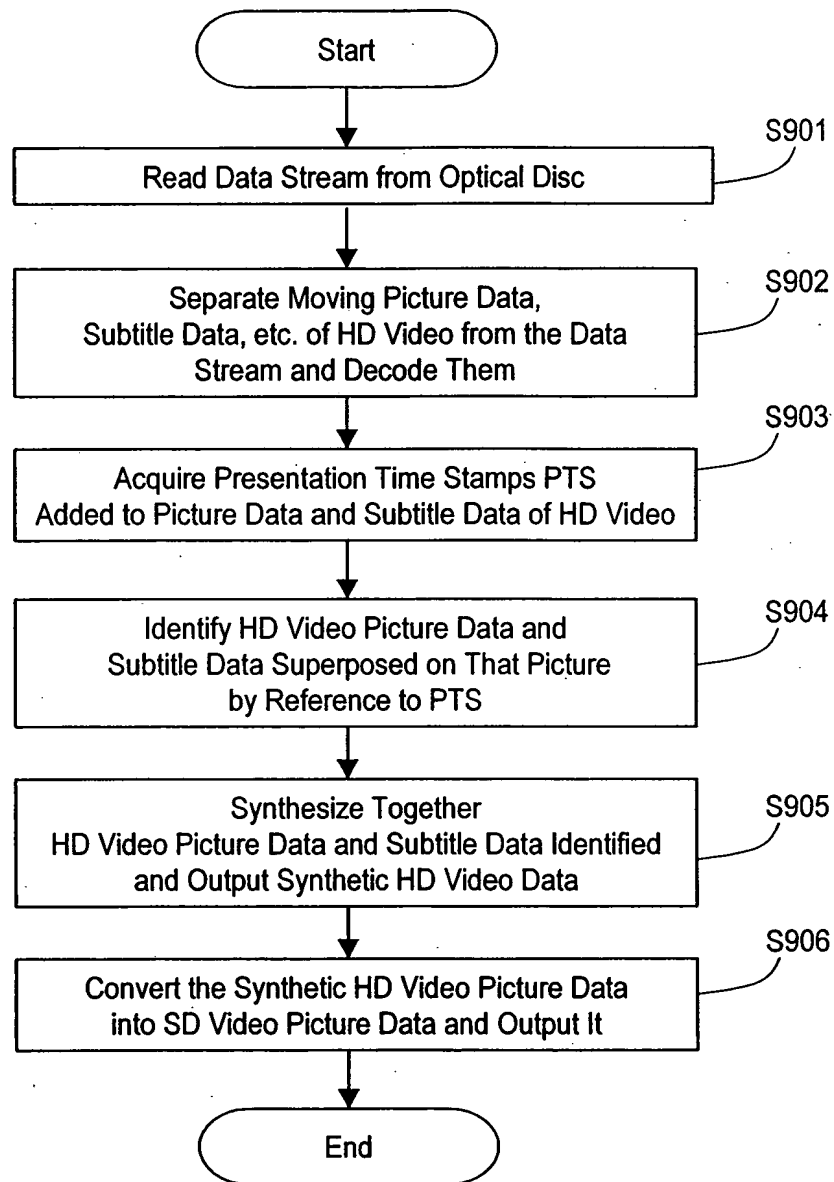 Start
S901
Read Data Stream from Optical Disc
S902
Separate Moving Picture Data,
Subtitle Data, etc. of HD Video from the Data
Stream and Decode Them
S903
Acquire Presentation Time Stamps PTS
Added to Picture Data and Subtitle Data of HD Video
S904
Identify HD Video Picture Data and
Subtitle Data Superposed on That Picture
by Reference to PTS
S905
Synthesize Together
HD Video Picture Data and Subtitle Data Identified
and Output Synthetic HD Video Data
S906
Convert the Synthetic HD Video Picture Data
into SD Video Picture Data and Output It
End